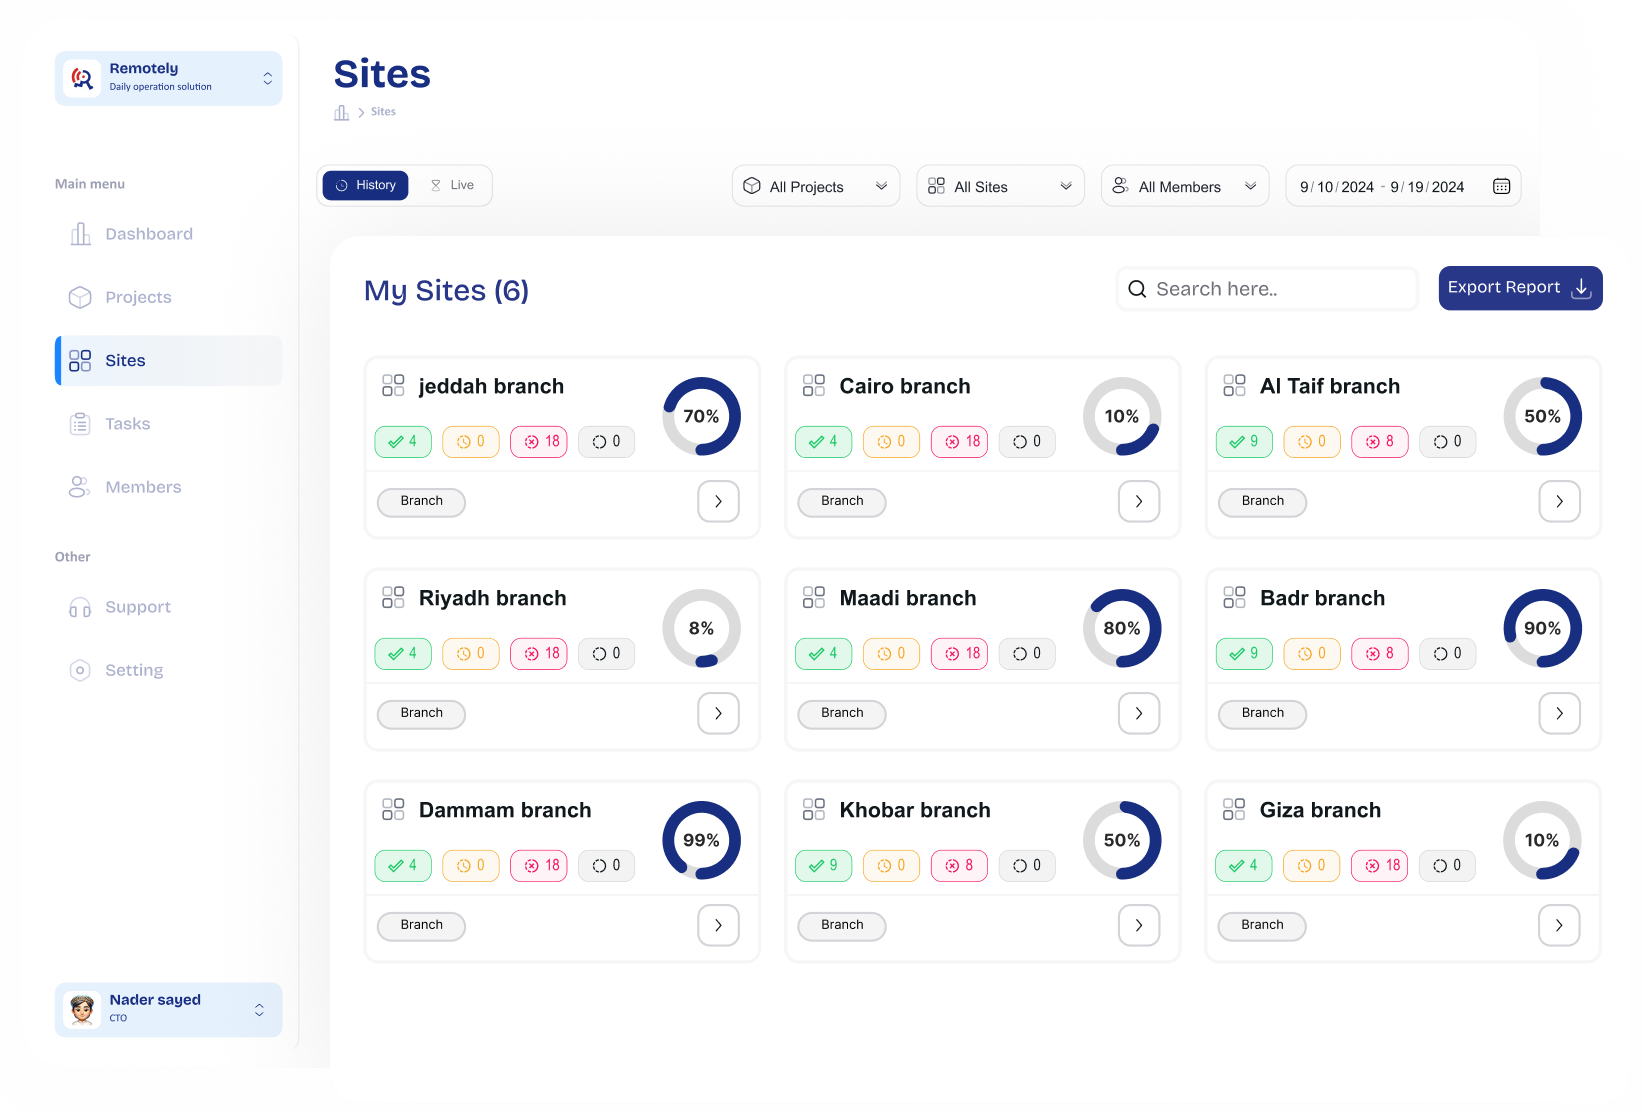 Remotely
Daily operation solution
Main menu
Dashboard
Projects
Sites
Tasks
Members
Other
Support
Setting
Nader sayed
CTO
Sites
Sites
History Live
All Projects All Sites All Members 9/10/2024 - 9/19/2024
My Sites (6)
Search here..
Export Report
jeddah branch
70%
4 0 18 0
Branch
Cairo branch
10%
4 0 18 0
Branch
Al Taif branch
50%
9 0 8 0
Branch
Riyadh branch
8%
4 0 18 0
Branch
Maadi branch
80%
4 0 18 0
Branch
Badr branch
90%
9 0 8 0
Branch
Dammam branch
99%
4 0 18 0
Branch
Khobar branch
50%
9 0 8 0
Branch
Giza branch
10%
4 0 18 0
Branch